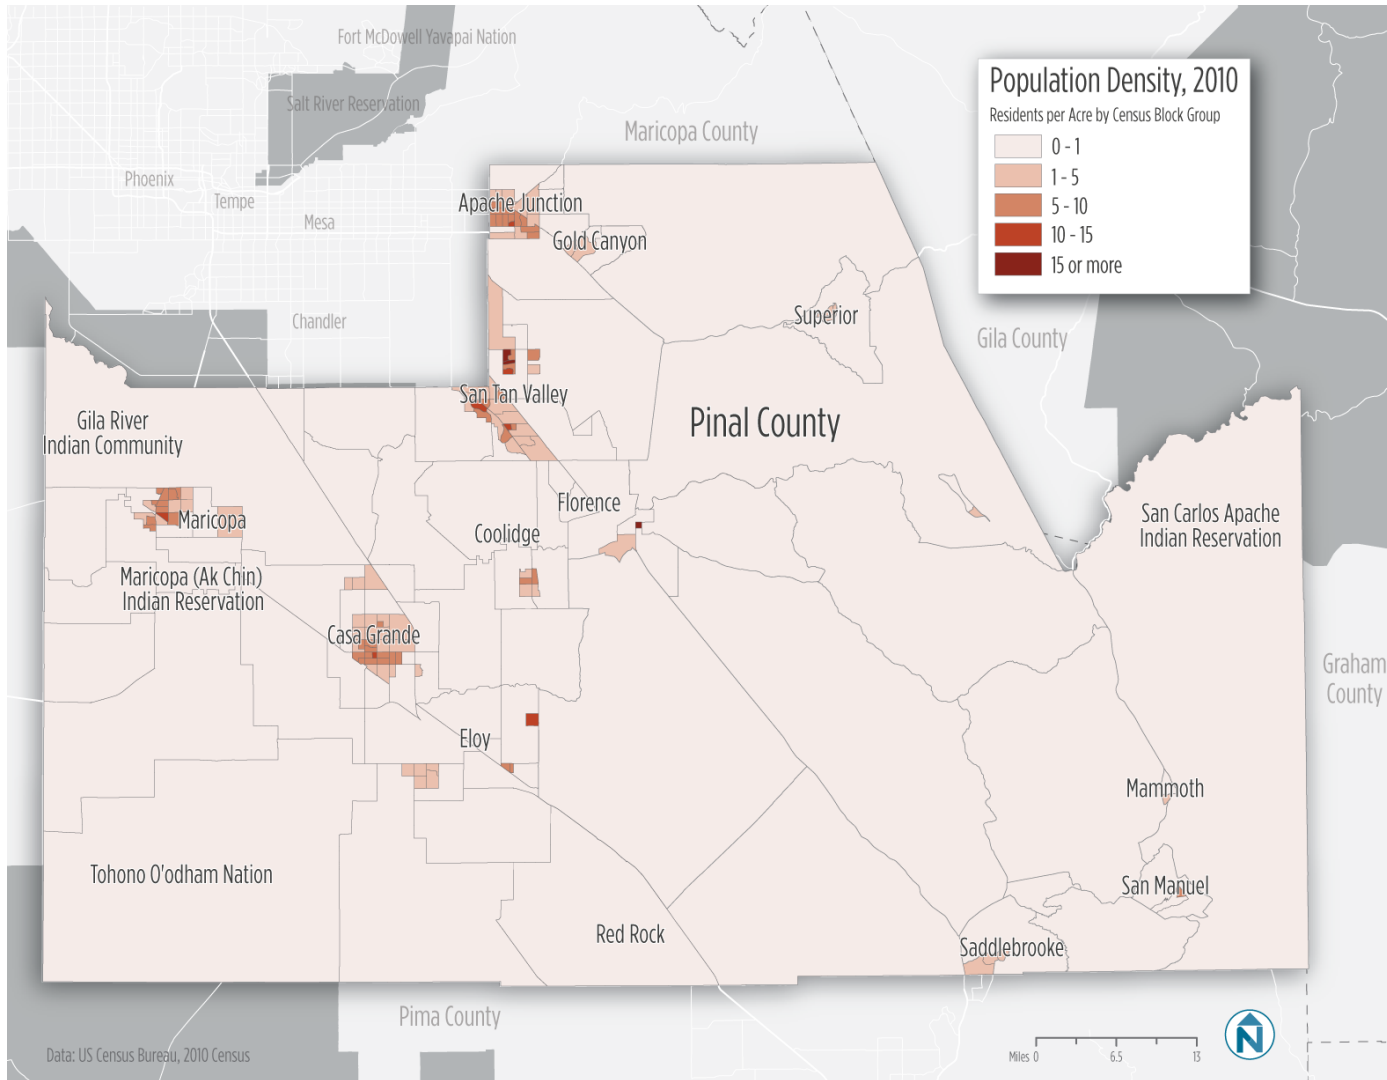 Fort McDowell Yavapai Nation
Salt River Reservation
Maricopa County
Phoenix
Tempe
Mesa
Chandler
Population Density, 2010
Residents per Acre by Census Block Group
0 - 1
1 - 5
5 - 10
10 - 15
15 or more
Apache Junction
Gold Canyon
Superior
Gila County
San Tan Valley
Pinal County
Gila River
Indian Community
Maricopa
Florence
Coolidge
San Carlos Apache
Indian Reservation
Maricopa (Ak Chin)
Indian Reservation
Casa Grande
Graham
County
Eloy
Mammoth
Tohono O'odham Nation
San Manuel
Red Rock
Saddlebrooke
Pima County
Data: US Census Bureau, 2010 Census
Miles 0 6.5 13
N